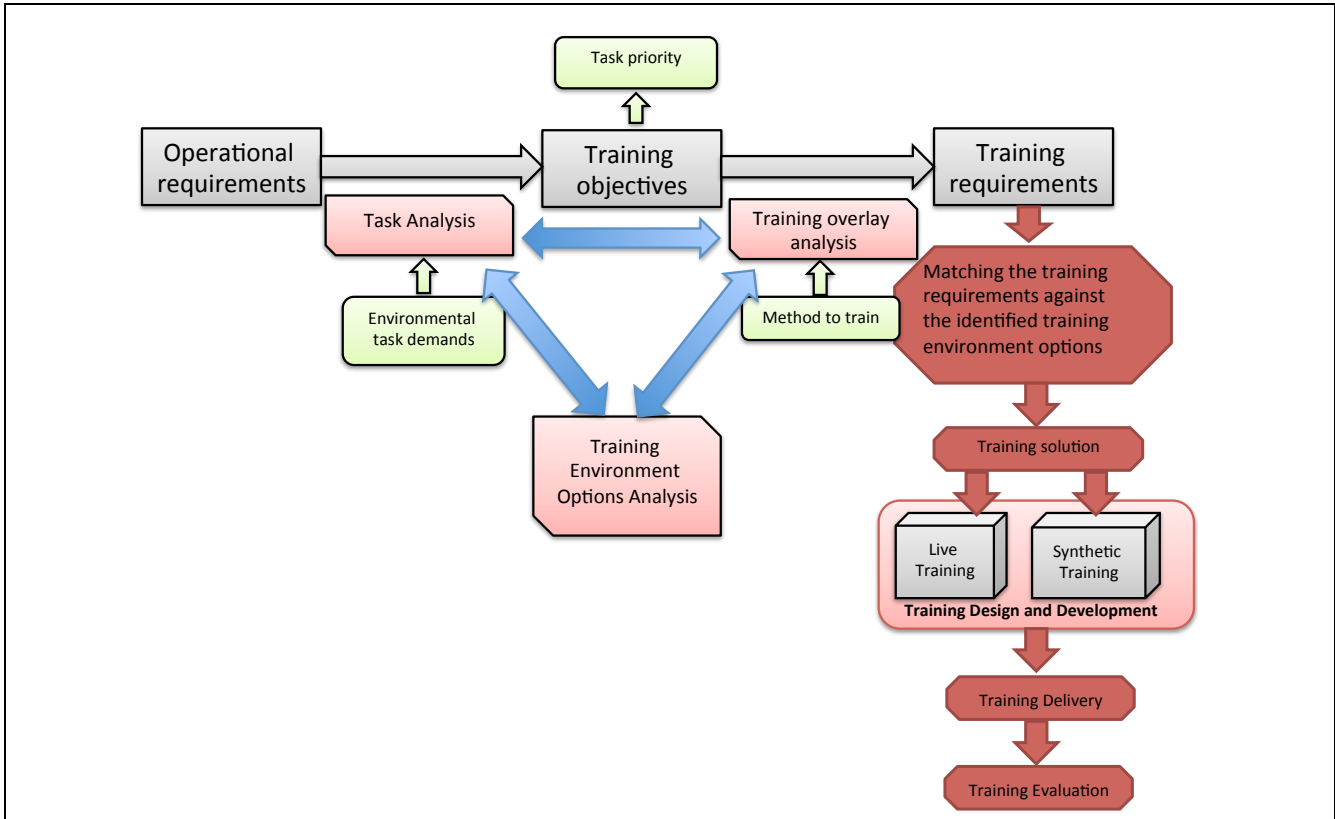 Task priority
Operational
requirements
Training
objectives
Training
requirements
Task Analysis
Training overlay
analysis
Environmental
task demands
Method to train
Matching the training
requirements against
the identified training
environment options
Training
Environment
Options Analysis
Training solution
Live
Training
Synthetic
Training
Training Design and Development
Training Delivery
Training Evaluation